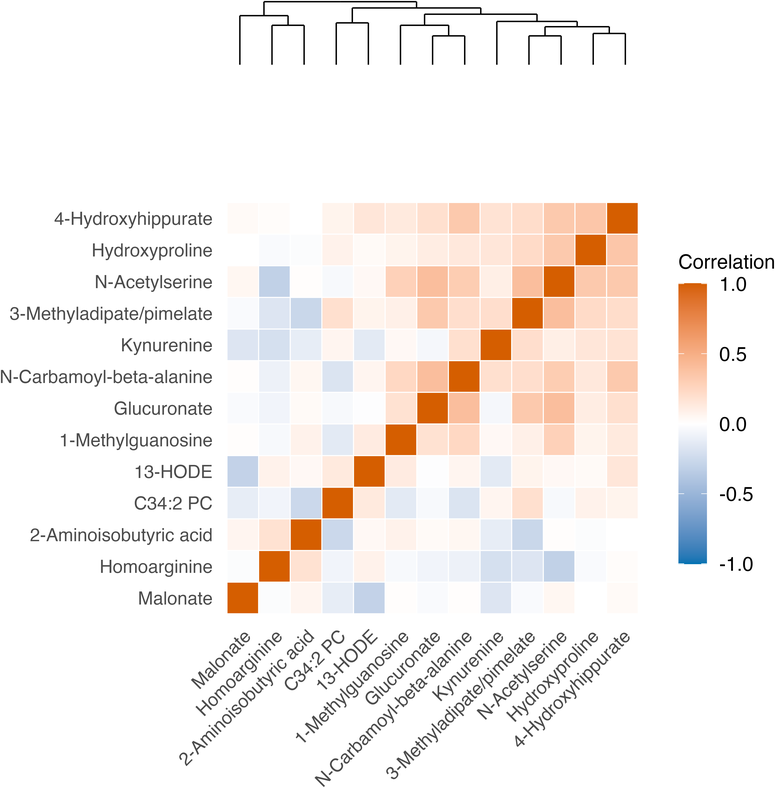 4-Hydroxyhippurate
Hydroxyproline
N-Acetylserine
3-Methyladipate/pimelate
Kynurenine
N-Carbamoyl-beta-alanine
Glucuronate
1-Methylguanosine
13-HODE
C34:2 PC
2-Aminoisobutyric acid
Homoarginine
Malonate
Malonate
Homoarginine
2-Aminoisobutyric acid
C34:2 PC
13-HODE
1-Methylguanosine
Glucuronate
N-Carbamoyl-beta-alanine
Kynurenine
3-Methyladipate/pimelate
N-Acetylserine
Hydroxyproline
4-Hydroxyhippurate
Correlation
1.0
0.5
0.0
-0.5
-1.0